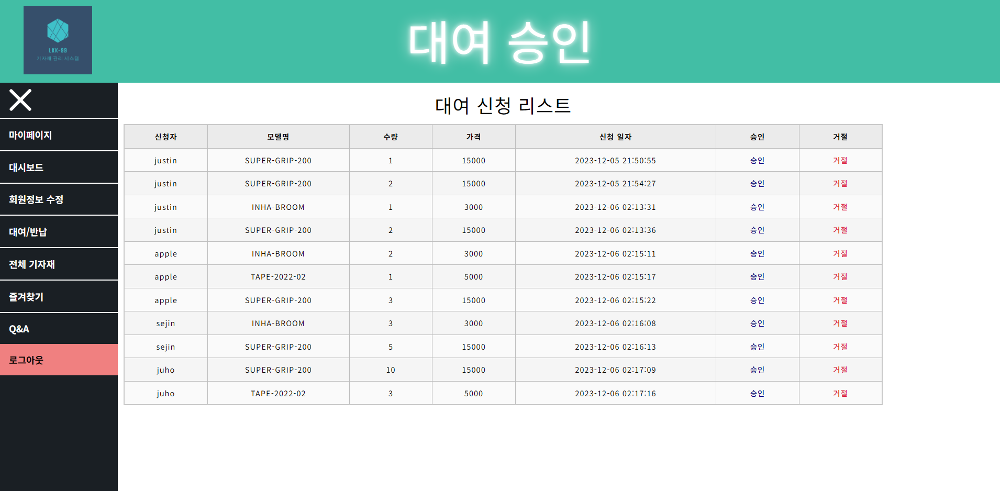 LKK-99
기자재 관리 시스템
대여 승인
마이페이지
대시보드
회원정보 수정
대여/반납
전체 기자재
즐겨찾기
Q&A
로그아웃
대여 신청 리스트
신청자 모델명 수량 가격 신청 일자 승인 거절
justin SUPER-GRIP-200 1 15000 2023-12-05 21:50:55 승인 거절
justin SUPER-GRIP-200 2 15000 2023-12-05 21:54:27 승인 거절
justin INHA-BROOM 1 3000 2023-12-06 02:13:31 승인 거절
justin SUPER-GRIP-200 2 15000 2023-12-06 02:13:36 승인 거절
apple INHA-BROOM 2 3000 2023-12-06 02:15:11 승인 거절
apple TAPE-2022-02 1 5000 2023-12-06 02:15:17 승인 거절
apple SUPER-GRIP-200 3 15000 2023-12-06 02:15:22 승인 거절
sejin INHA-BROOM 3 3000 2023-12-06 02:16:08 승인 거절
sejin SUPER-GRIP-200 5 15000 2023-12-06 02:16:13 승인 거절
juho SUPER-GRIP-200 10 15000 2023-12-06 02:17:09 승인 거절
juho TAPE-2022-02 3 5000 2023-12-06 02:17:16 승인 거절